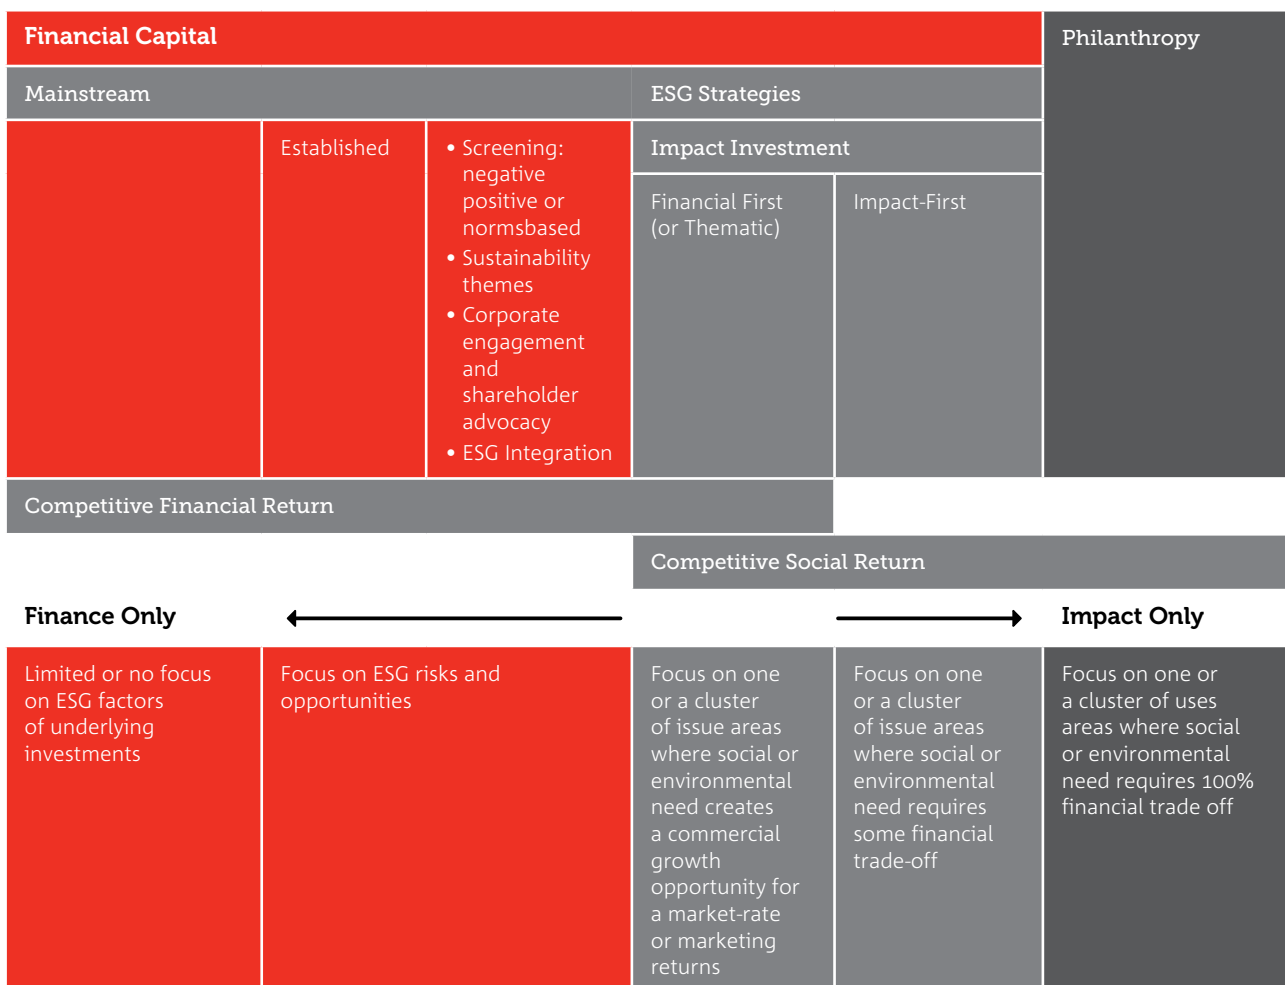 Financial Capital
Philanthropy
Mainstream
ESG Strategies
Established
• Screening:
negative
positive or
normsbased
• Sustainability
themes
• Corporate
engagement
and
shareholder
advocacy
• ESG Integration
Impact Investment
Financial First
(or Thematic)
Impact-First
Competitive Financial Return
Competitive Social Return
Finance Only
Impact Only
Limited or no focus
on ESG factors
of underlying
investments
Focus on ESG risks and
opportunities
Focus on one
or a cluster
of issue areas
where social or
environmental
need creates
a commercial
growth
opportunity for
a market-rate
or marketing
returns
Focus on one
or a cluster
of issue areas
where social or
environmental
need requires
some financial
trade-off
Focus on one or
a cluster of uses
areas where social
or environmental
need requires 100%
financial trade off